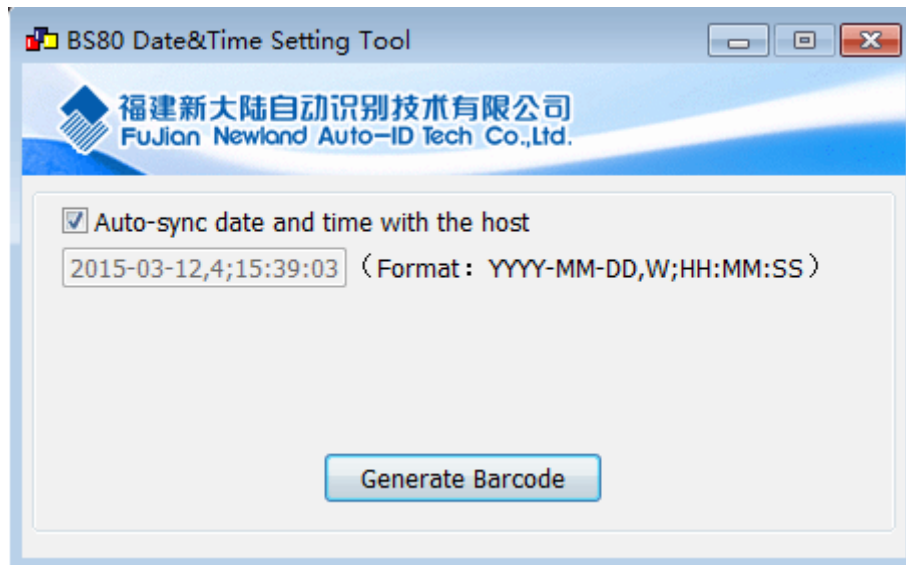 BS80 Date&Time Setting Tool
福建新大陆自动识别技术有限公司
FuJian Newland Auto-ID Tech Co.,Ltd.
Auto-sync date and time with the host
2015-03-12,4;15:39:03 （Format：YYYY-MM-DD,W;HH:MM:SS）
Generate Barcode